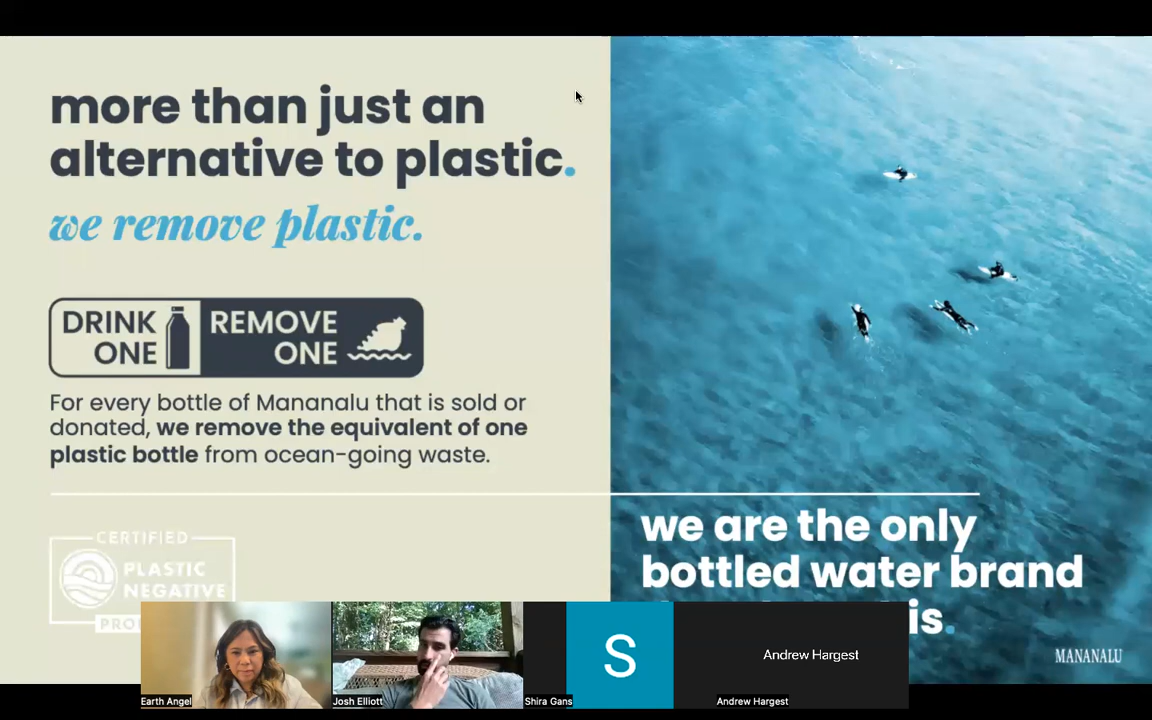 more than just an
alternative to plastic.
we remove plastic.
DRINK
ONE
REMOVE
ONE
For every bottle of Mananalu that is sold or
donated, we remove the equivalent of one
plastic bottle from ocean-going waste.
CERTIFIED
PLASTIC
NEGATIVE
we are the only
bottled water brand
is.
MANANALU
S
Andrew Hargest
Earth Angel
Josh Elliott
Shira Gans
Andrew Hargest